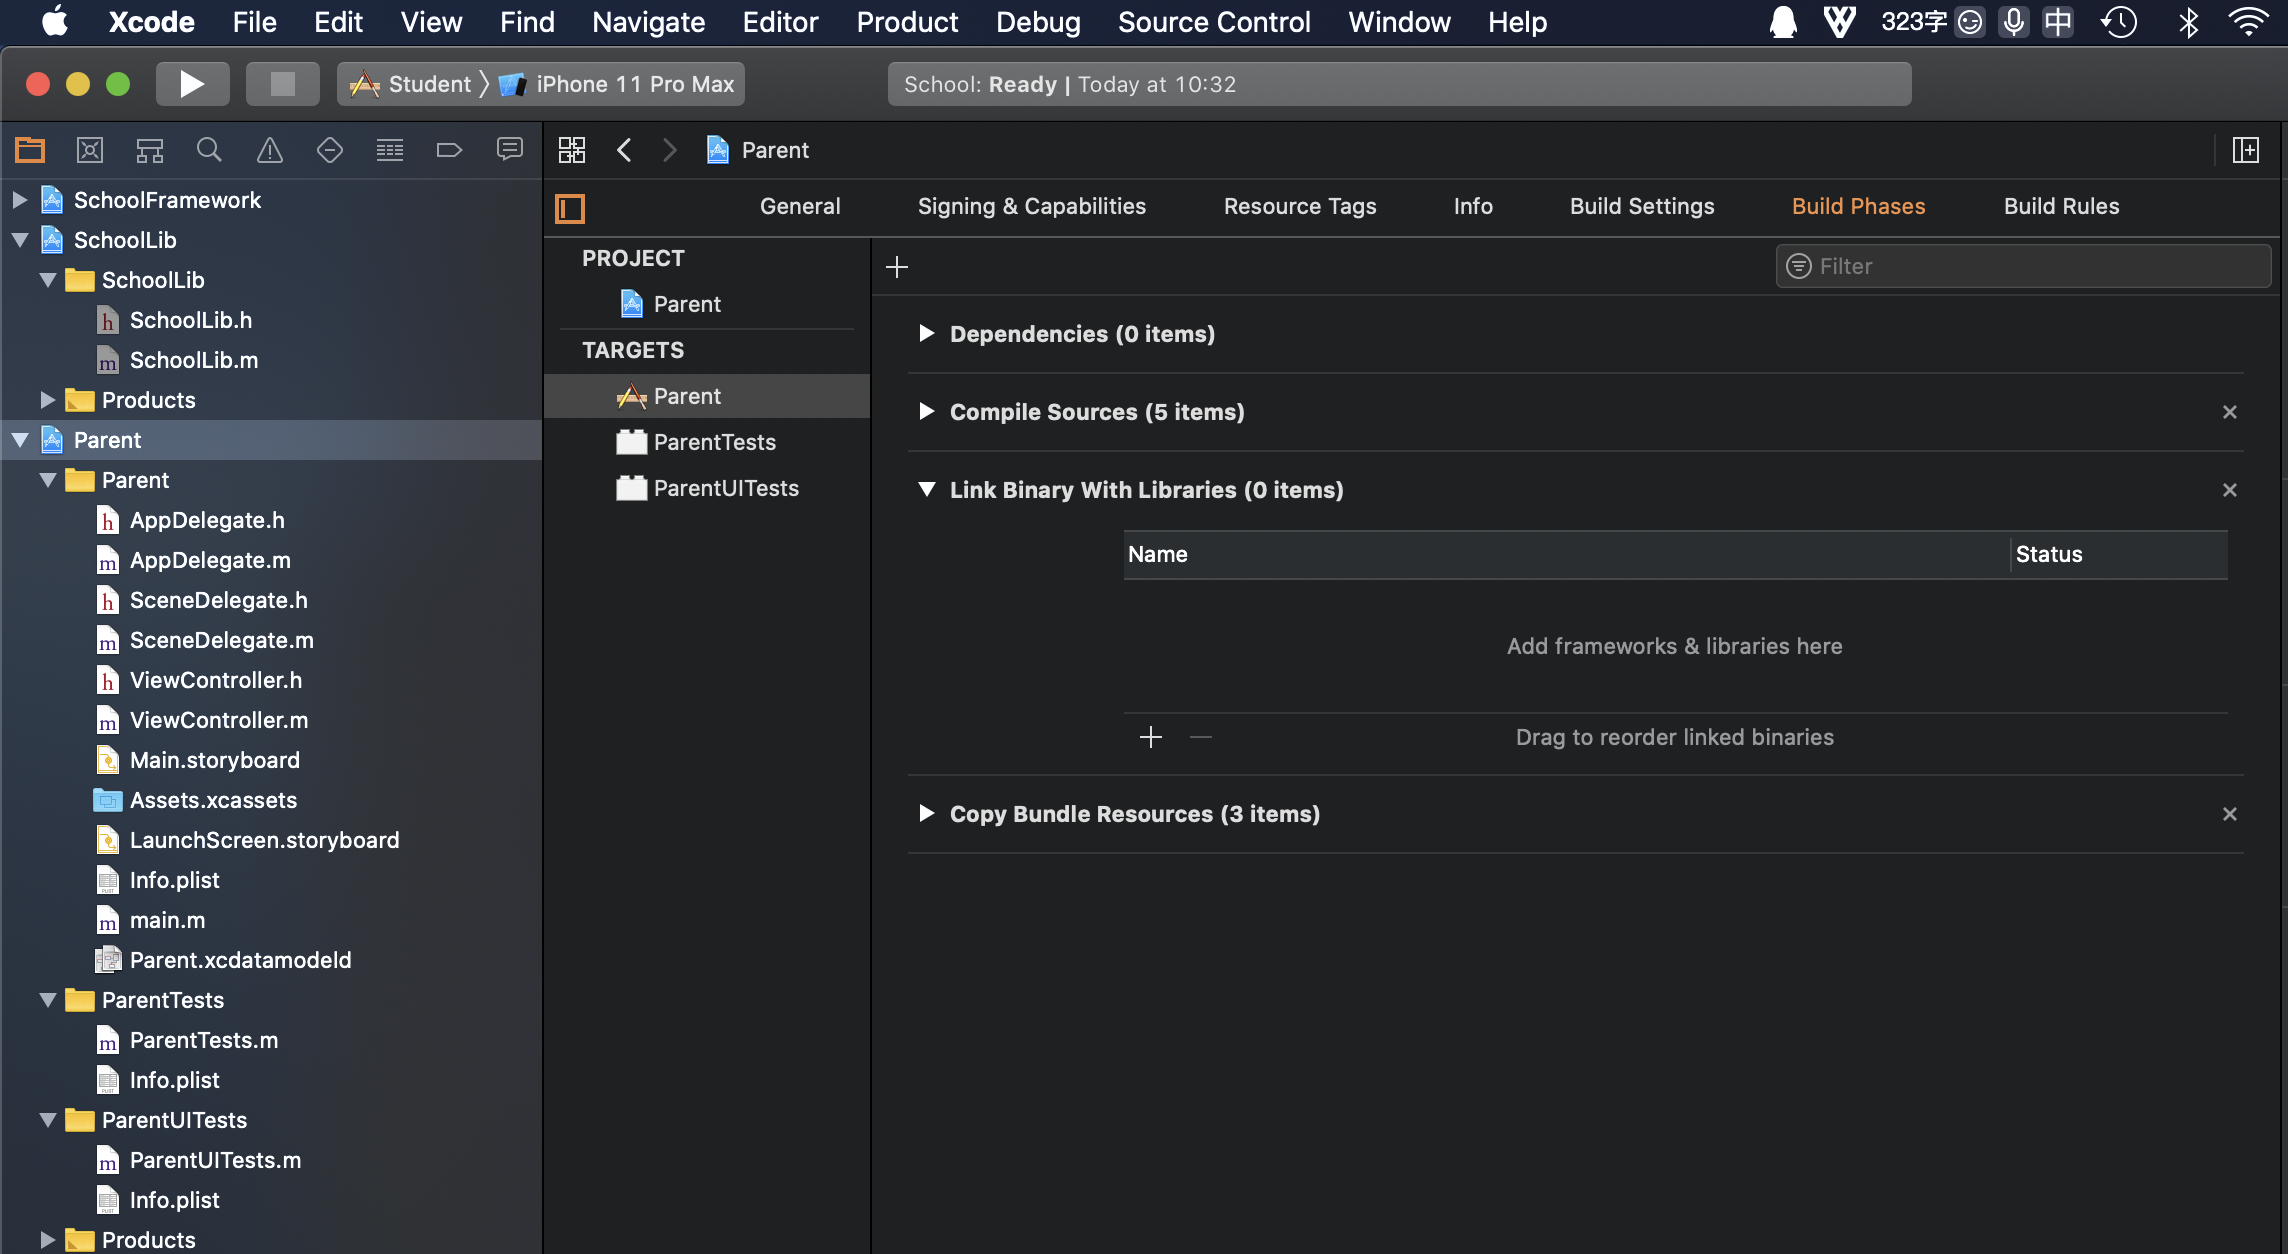 Xcode File Edit View Find Navigate Editor Product Debug Source Control Window Help 323字 中
Student iPhone 11 Pro Max School: Ready | Today at 10:32
Parent
SchoolFramework
SchoolLib
SchoolLib
h SchoolLib.h
m SchoolLib.m
Products
Parent
Parent
h AppDelegate.h
m AppDelegate.m
h SceneDelegate.h
m SceneDelegate.m
h ViewController.h
m ViewController.m
Main.storyboard
Assets.xcassets
LaunchScreen.storyboard
Info.plist
m main.m
Parent.xcdatamodeld
ParentTests
m ParentTests.m
Info.plist
ParentUITests
m ParentUITests.m
Info.plist
Products
General Signing & Capabilities Resource Tags Info Build Settings Build Phases Build Rules
PROJECT
Parent
TARGETS
Parent
ParentTests
ParentUITests
Filter
Dependencies (0 items)
Compile Sources (5 items)
Link Binary With Libraries (0 items)
Name Status
Add frameworks & libraries here
Drag to reorder linked binaries
Copy Bundle Resources (3 items)